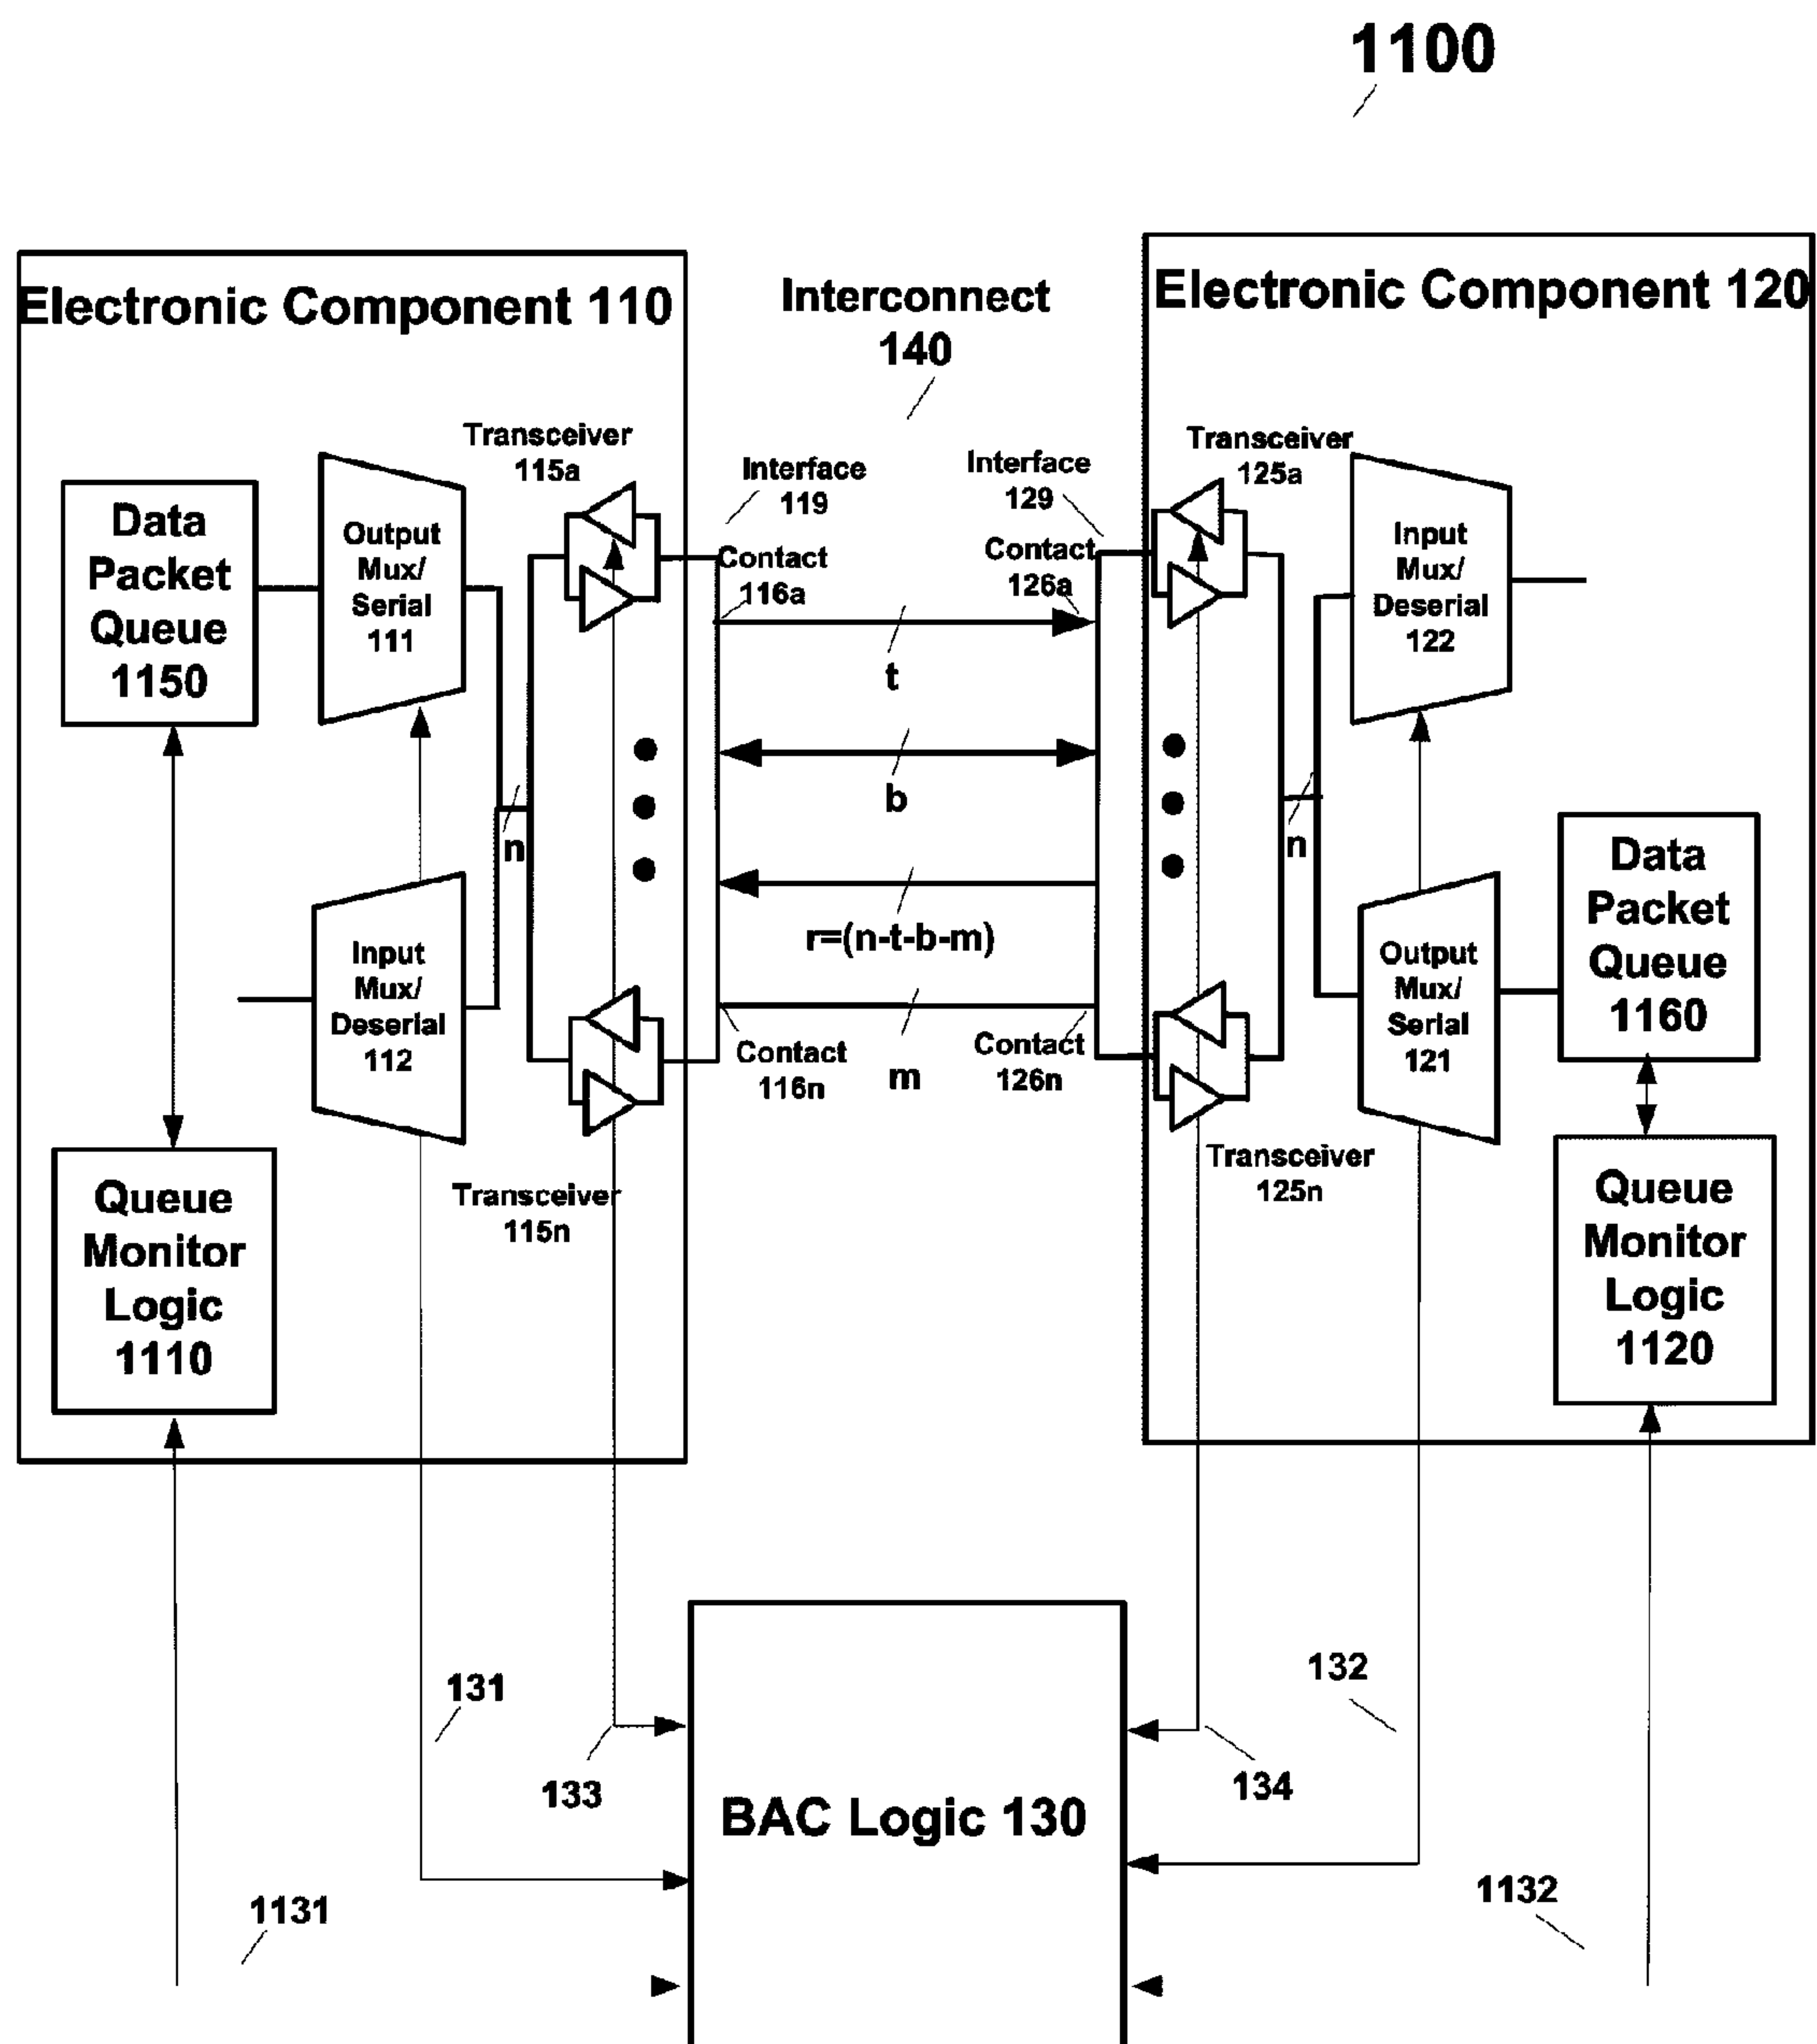 1100
Electronic Component 110
Interconnect
140
Electronic Component 120
Transceiver
115a
Interface
119
Interface
129
Transceiver
125a
Data
Packet
Queue
1150
Output
Mux/
Serial
111
Contact
116a
Contact
126a
Input
Mux/
Deserial
122
t
b
n
n
r=(n-t-b-m)
Input
Mux/
Deserial
112
Contact
116n
m
Contact
126n
Output
Mux/
Serial
121
Data
Packet
Queue
1160
Transceiver
115n
Transceiver
125n
Queue
Monitor
Logic
1110
Queue
Monitor
Logic
1120
131
133
132
134
BAC Logic 130
1131
1132